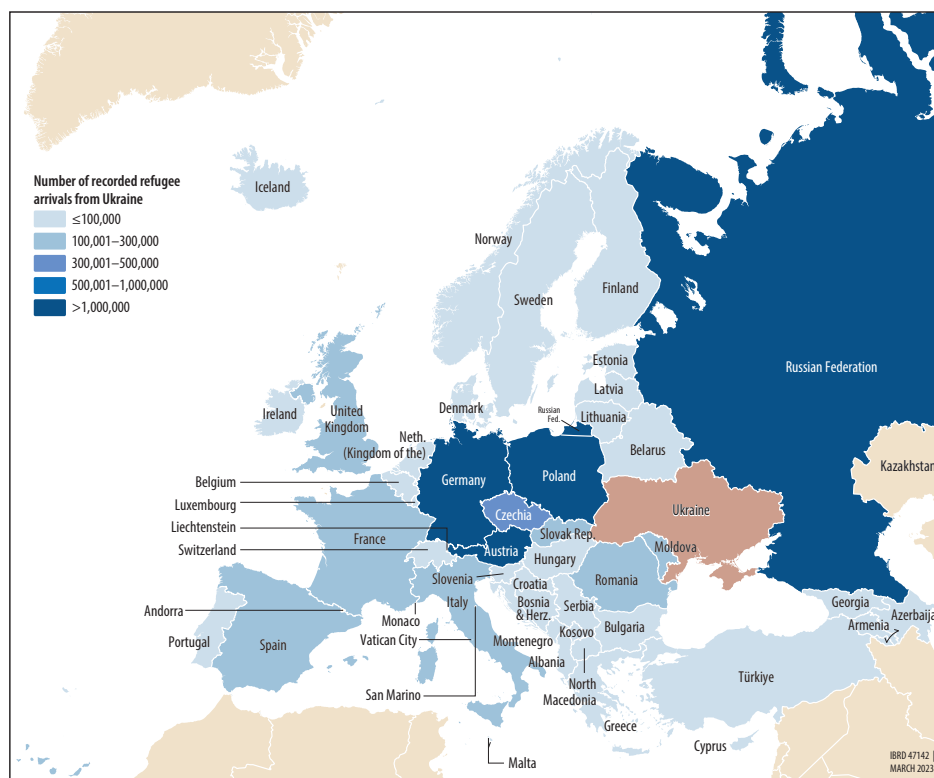 Number of recorded refugee
arrivals from Ukraine
≤100,000
100,001–300,000
300,001–500,000
500,001–1,000,000
>1,000,000
Iceland
Norway
Sweden
Finland
Estonia
Latvia
Lithuania
Russian
Fed.
Russian Federation
Denmark
Ireland
United
Kingdom
Neth.
(Kingdom of the)
Belarus
Kazakhstan
Belgium
Luxembourg
Liechtenstein
Switzerland
Germany
Poland
Ukraine
Czechia
Slovak Rep.
Moldova
France
Austria
Hungary
Slovenia
Croatia
Romania
Italy
Bosnia
& Herz.
Serbia
Andorra
Monaco
Vatican City
Portugal
Spain
San Marino
Montenegro
Kosovo
Bulgaria
Albania
North
Macedonia
Greece
Türkiye
Georgia
Armenia
Azerbaija
Cyprus
Malta
IBRD 47142 |
MARCH 2023